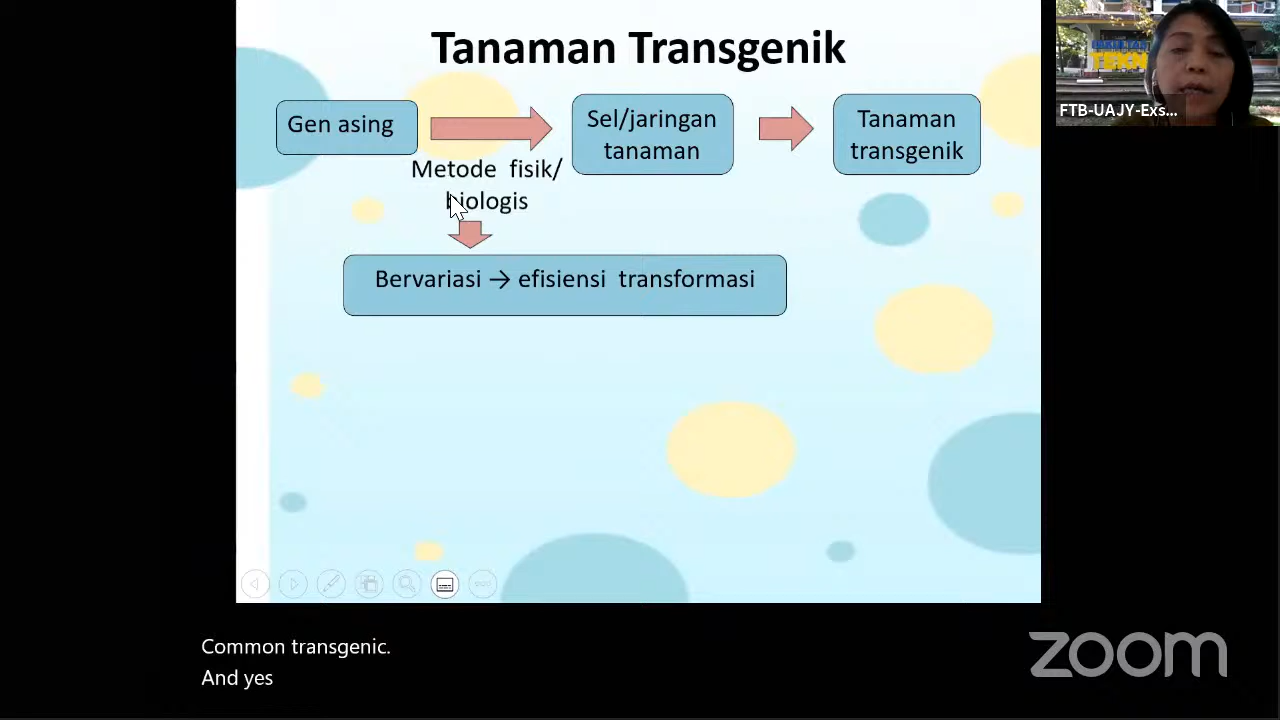 Tanaman Transgenik
Gen asing
Metode fisik/
biologis
Sel/jaringan
tanaman
Tanaman
transgenik
Bervariasi → efisiensi transformasi
FTB-UAJY-Exs...
Common transgenic.
And yes
zoom